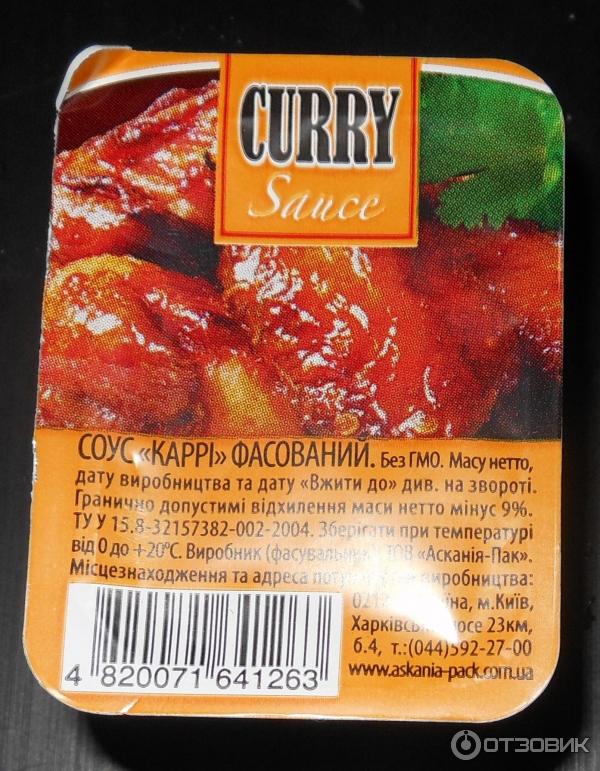 CURRY
Sauce
СОУС «КАРРІ» ФАСОВАНИЙ. Без ГМО. Масу нетто,
дату виробництва та дату «Вжити до» див. на звороті.
Гранично допустимі відхилення маси нетто мінус 9%.
ТУ У 15.8-32157382-002-2004. Зберігати при температурі
від 0 до +20°С. Виробник ТОВ «Асканія-Пак».
Місцезнаходження та адреса виробництва:
м.Київ,
23км,
б.4, т.:(044)592-27-00
www.askania-pack.com.ua
4 820071 641263
ОТЗОВИК